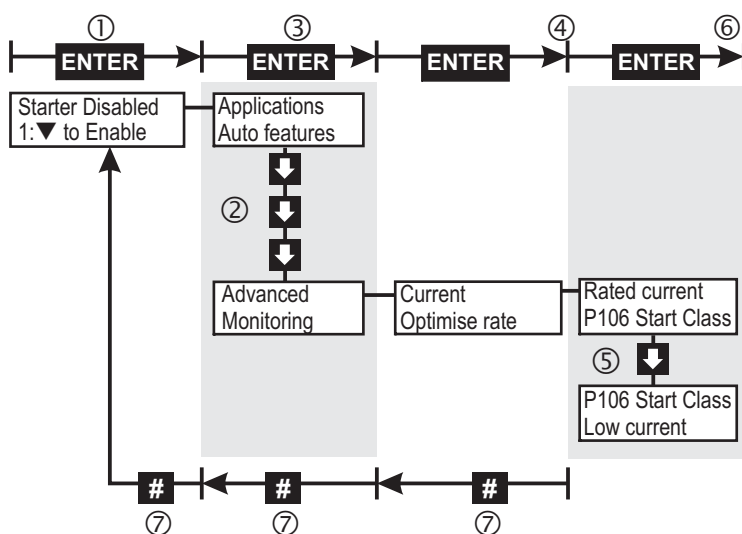 ① ③ ④ ⑥
ENTER ENTER ENTER ENTER
Starter Disabled
1:▼ to Enable
Applications
Auto features
②
Advanced
Monitoring
Current
Optimise rate
Rated current
P106 Start Class
⑤
P106 Start Class
Low current
# # #
⑦ ⑦ ⑦